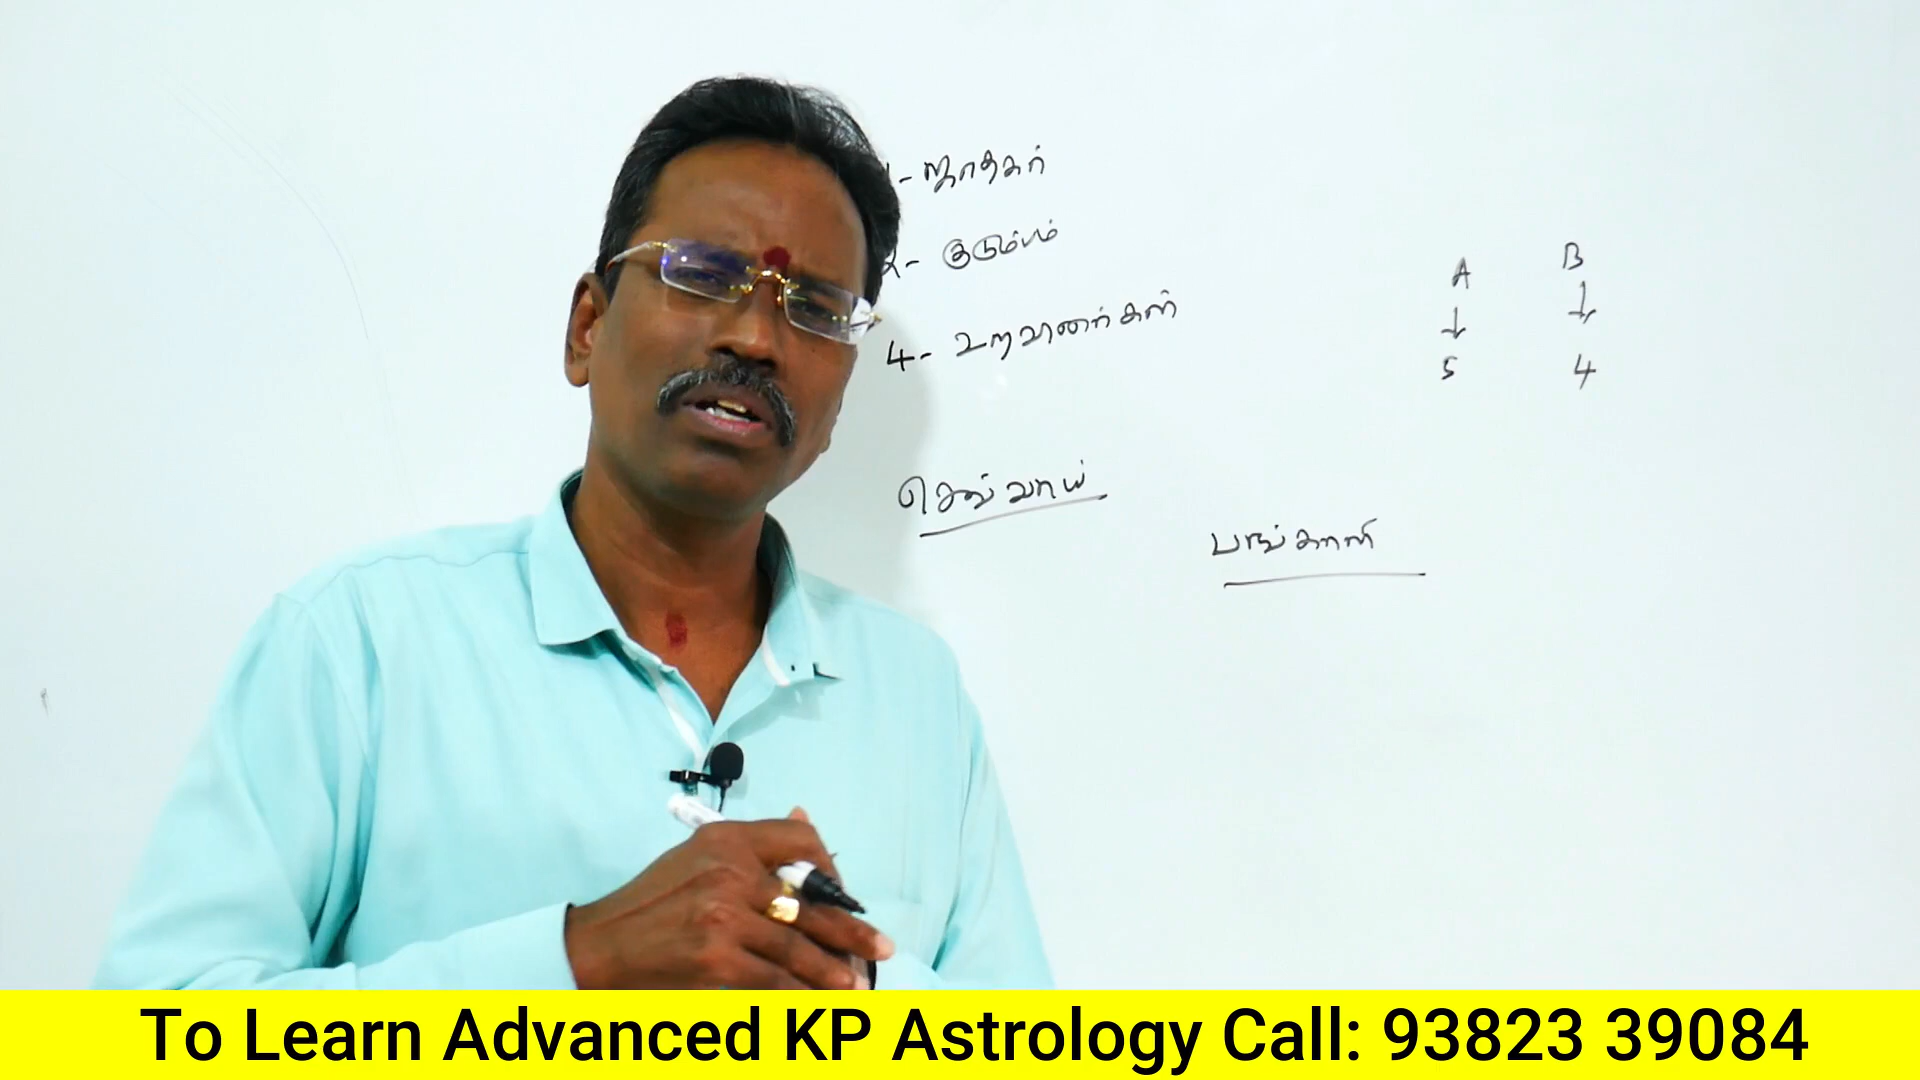 1- ஜாதகர்
2- குடும்பம்
4- உறவினர்கள்
A B
↓ ↓
5 4
செவ்வாய்
பங்காளி
To Learn Advanced KP Astrology Call: 93823 39084